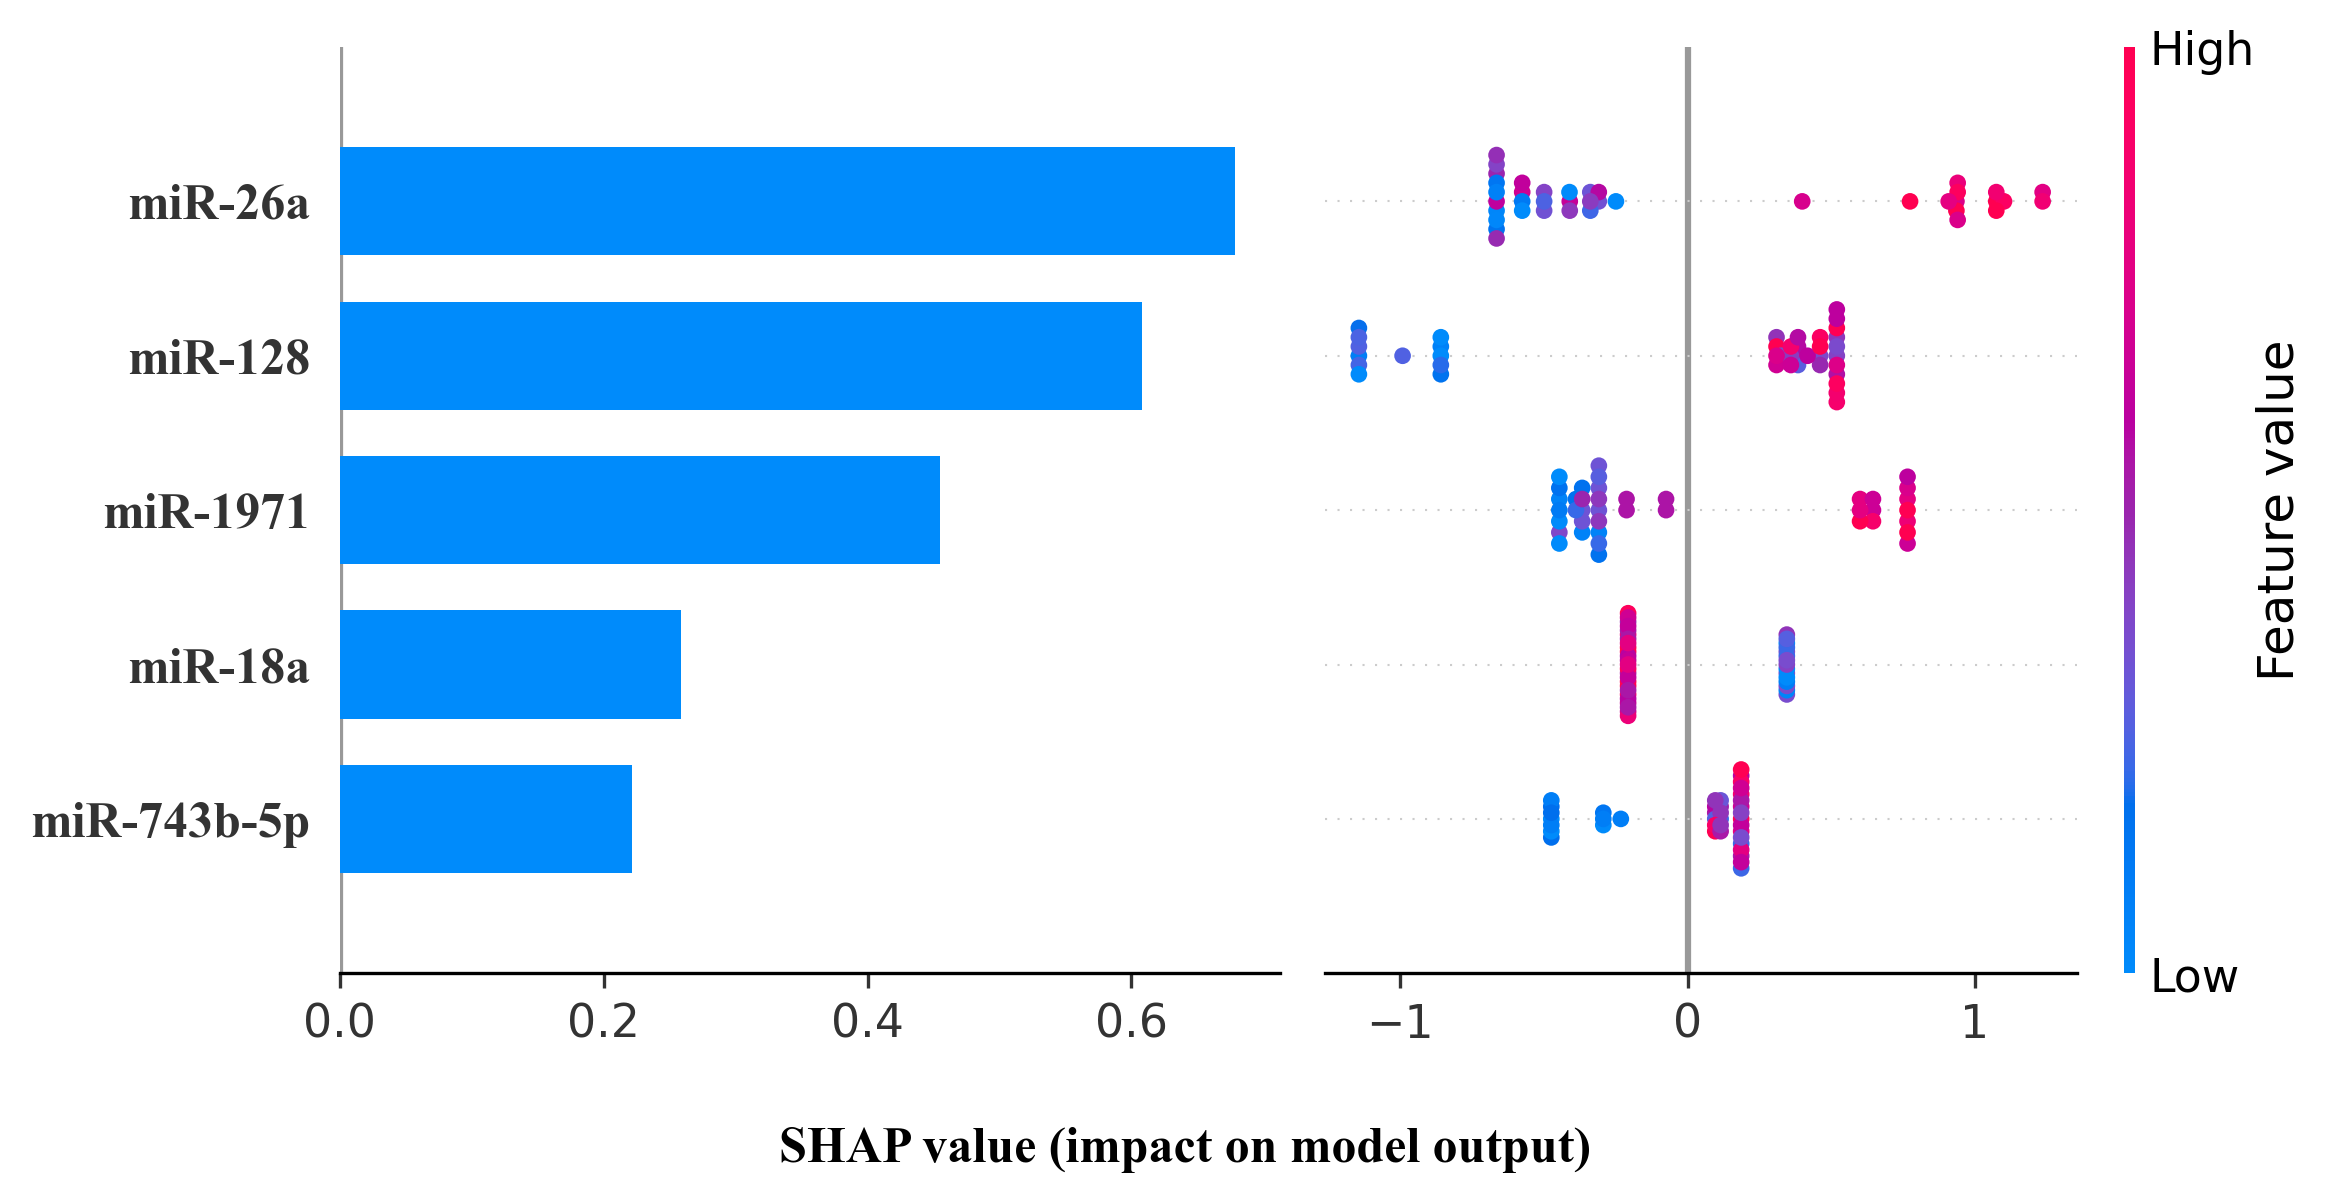 High
miR-26a
miR-128
miR-1971
miR-18a
miR-743b-5p
Feature value
Low
0.0 0.2 0.4 0.6 −1 0 1
SHAP value (impact on model output)